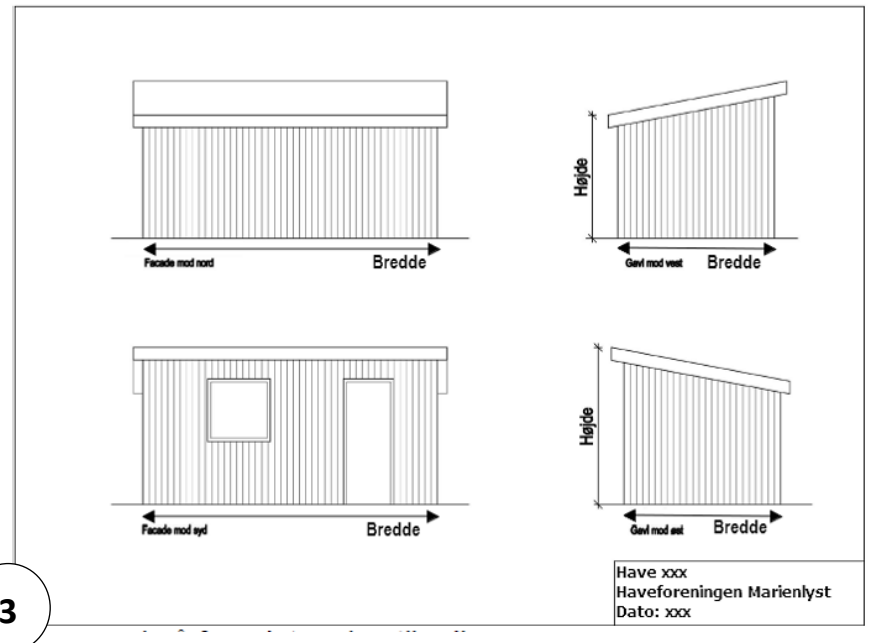 Højde
Højde
Facade mod nord
Bredde
Gavl mod vest
Bredde
Højde
Facade mod syd
Bredde
Gavl mod øst
Bredde
Have xxx
Haveforeningen Marienlyst
Dato: xxx
3